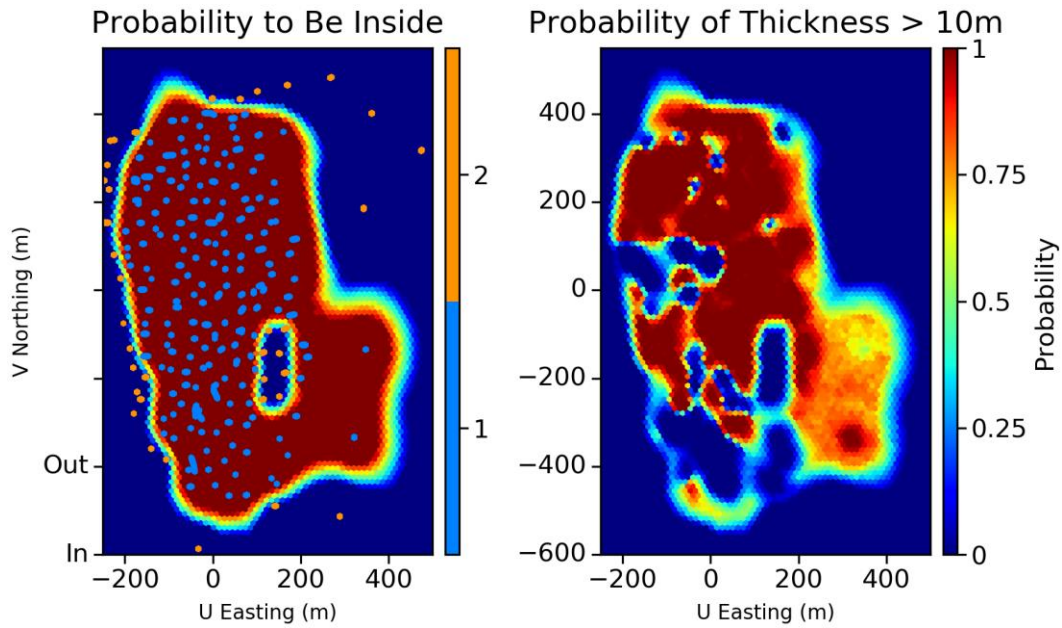 Probability to Be Inside
Probability of Thickness > 10m
V Northing (m)
Out
In
−200 0 200 400
U Easting (m)
2
1
400
200
0
−200
−400
−600
−200 0 200 400
U Easting (m)
1
0.75
0.5
0.25
0
Probability